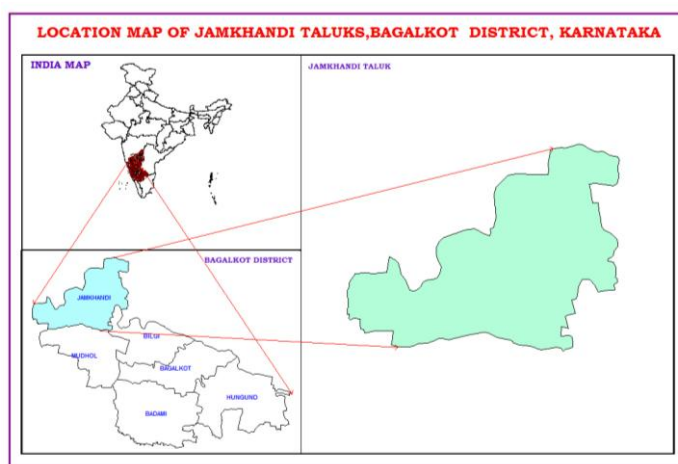 LOCATION MAP OF JAMKHANDI TALUKS,BAGALKOT DISTRICT, KARNATAKA
INDIA MAP
JAMKHANDI TALUK
BAGALKOT DISTRICT
JAMKHANDI
BILGI
MUDHOL
BAGALKOT
HUNGUND
BADAMI